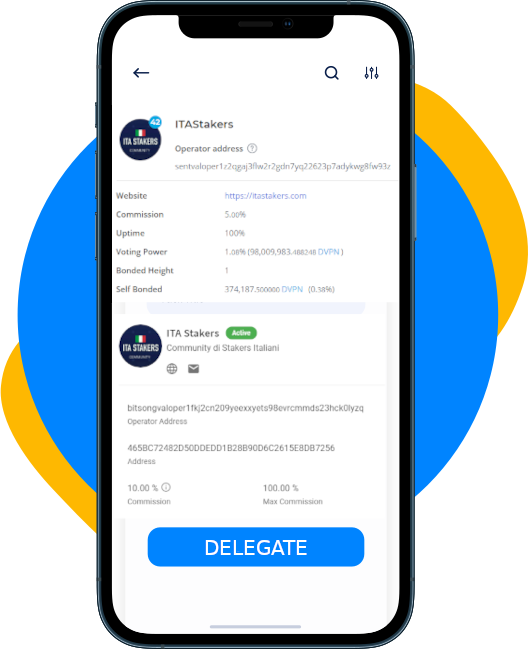 42
ITA STAKERS
COMMUNITY
ITAStakers
Operator address ?
sentvaloper1z2qgaj3flw2r2gdn7yq22623p7adykwg8fw93z
Website https://itastakers.com
Commission 5.00%
Uptime 100%
Voting Power 1.08% (98,009,983.488248 DVPN )
Bonded Height 1
Self Bonded 374,187.500000 DVPN (0.38%)
ITA STAKERS
COMMUNITY
ITA Stakers Active
Community di Stakers Italiani
bitsongvaloper1fkj2cn209yeexxyets98evrcmmds23hck0lyzq
Operator Address
465BC72482D50DDEDD1B28B90D6C2615E8DB7256
Address
10.00 % 100.00 %
Commission Max Commission
DELEGATE